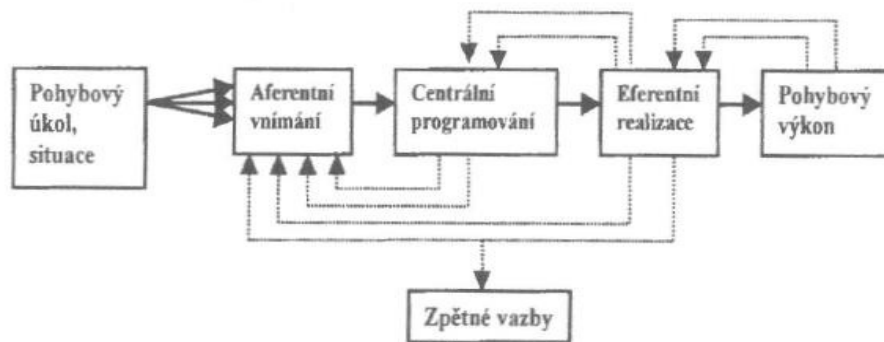 Pohybový
úkol,
situace
Aferentní
vnímání
Centrální
programování
Eferentní
realizace
Pohybový
výkon
Zpětné vazby